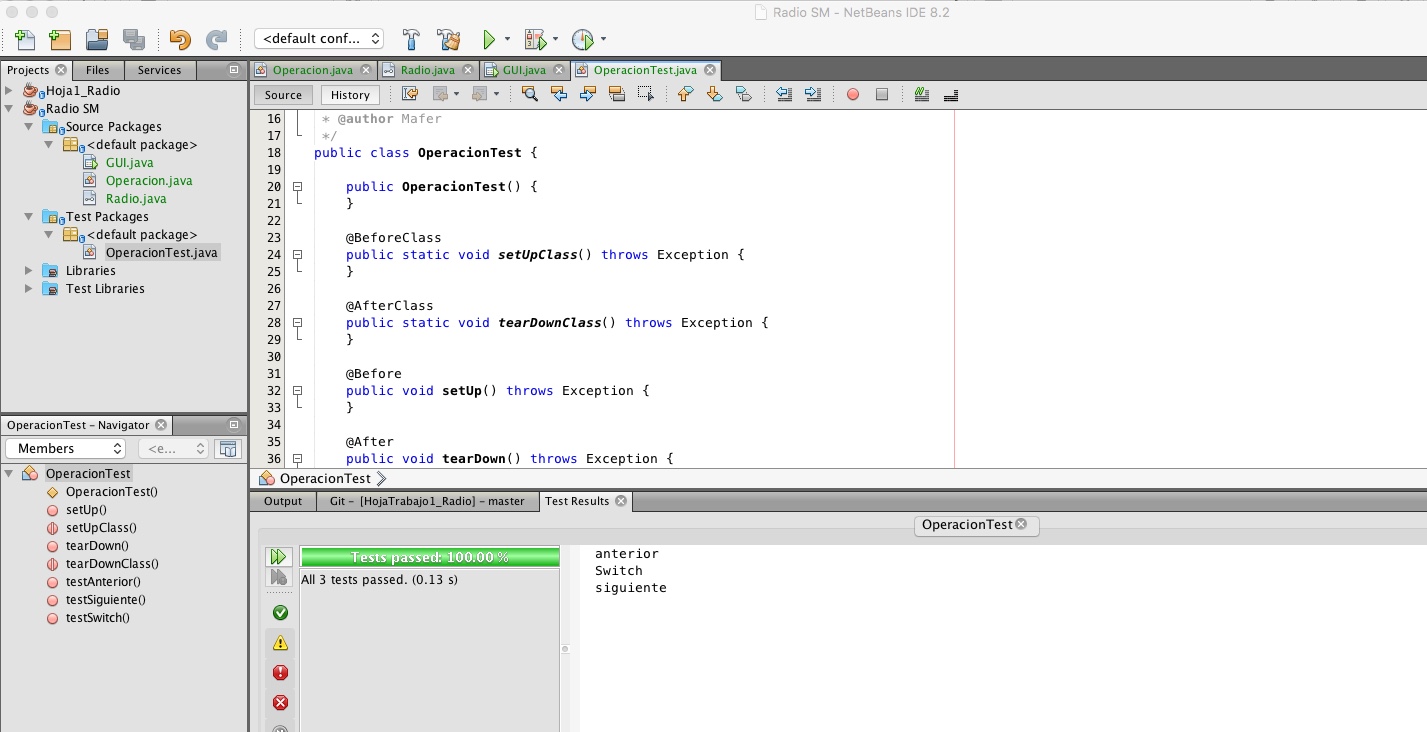 Radio SM - NetBeans IDE 8.2
<default conf...
Projects Files Services
Hoja1_Radio
Radio SM
Source Packages
<default package>
GUI.java
Operacion.java
Radio.java
Test Packages
<default package>
OperacionTest.java
Libraries
Test Libraries
OperacionTest - Navigator
Members <e...
OperacionTest
OperacionTest()
setUp()
setUpClass()
tearDown()
tearDownClass()
testAnterior()
testSiguiente()
testSwitch()
Operacion.java Radio.java GUI.java OperacionTest.java
Source History
16 * @author Mafer
17 */
18 public class OperacionTest {
19
20 public OperacionTest() {
21 }
22
23 @BeforeClass
24 public static void setUpClass() throws Exception {
25 }
26
27 @AfterClass
28 public static void tearDownClass() throws Exception {
29 }
30
31 @Before
32 public void setUp() throws Exception {
33 }
34
35 @After
36 public void tearDown() throws Exception {
OperacionTest
Output Git - [HojaTrabajo1_Radio] - master Test Results
OperacionTest
Tests passed: 100.00 %
All 3 tests passed. (0.13 s)
anterior
Switch
siguiente